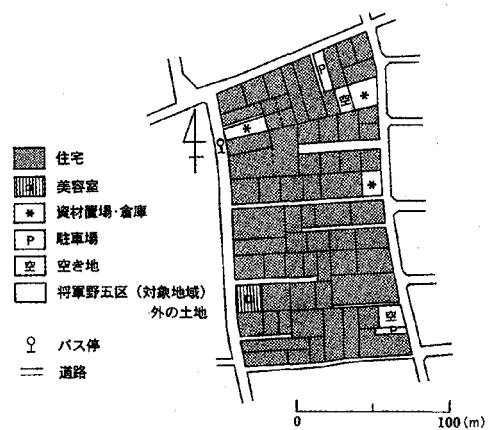 住宅
美容室
* 資材置場・倉庫
P 駐車場
空 空き地
将軍野五区（対象地域）
外の土地
バス停
道路
P
空
*
*
*
空
P
0 100(m)